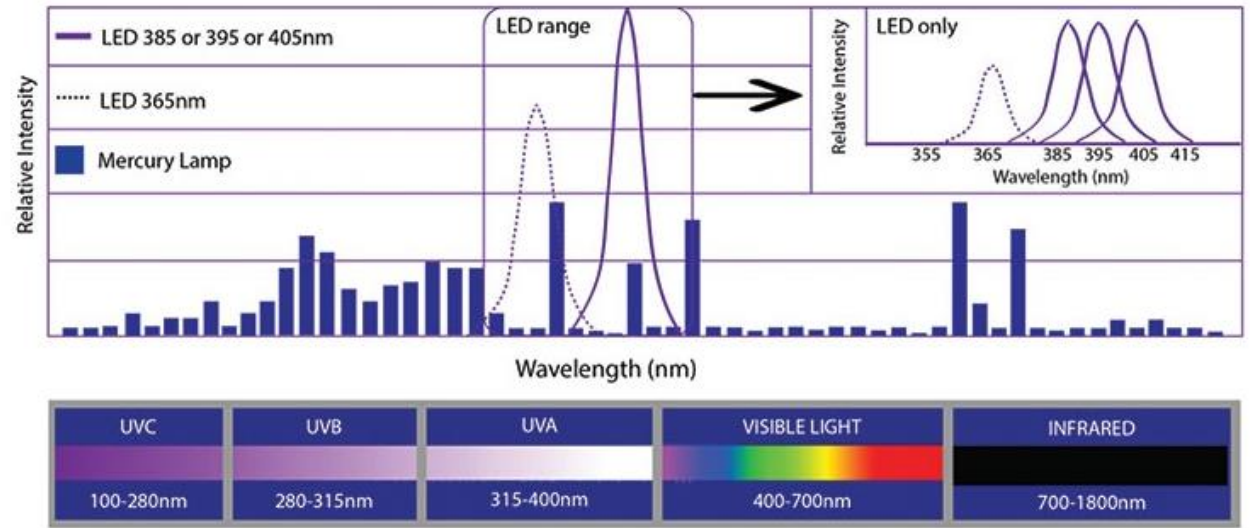 LED 385 or 395 or 405nm
LED 365nm
Mercury Lamp
Relative Intensity
LED range
LED only
Relative Intensity
355 365 385 395 405 415
Wavelength (nm)
Wavelength (nm)
UVC
100-280nm
UVB
280-315nm
UVA
315-400nm
VISIBLE LIGHT
400-700nm
INFRARED
700-1800nm